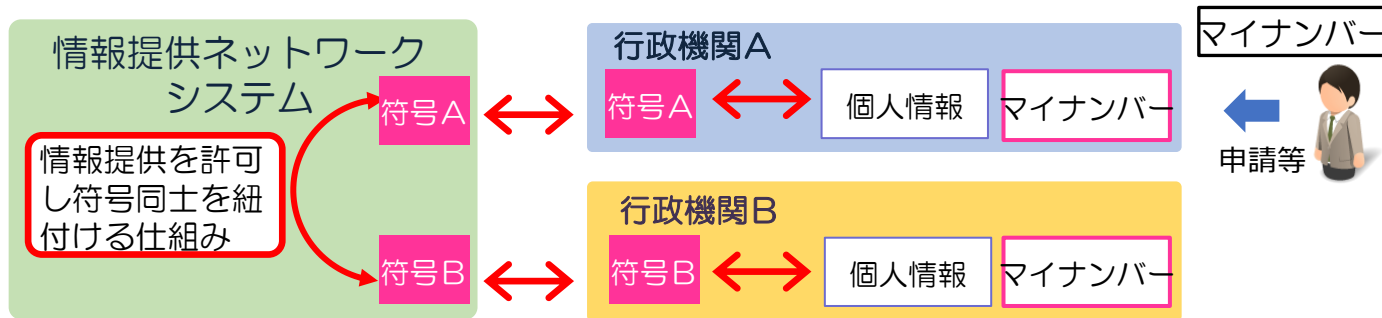 情報提供ネットワーク
システム
情報提供を許可
し符号同士を紐
付ける仕組み
符号A
符号B
行政機関A
符号A
個人情報
マイナンバー
行政機関B
符号B
個人情報
マイナンバー
マイナンバー
申請等